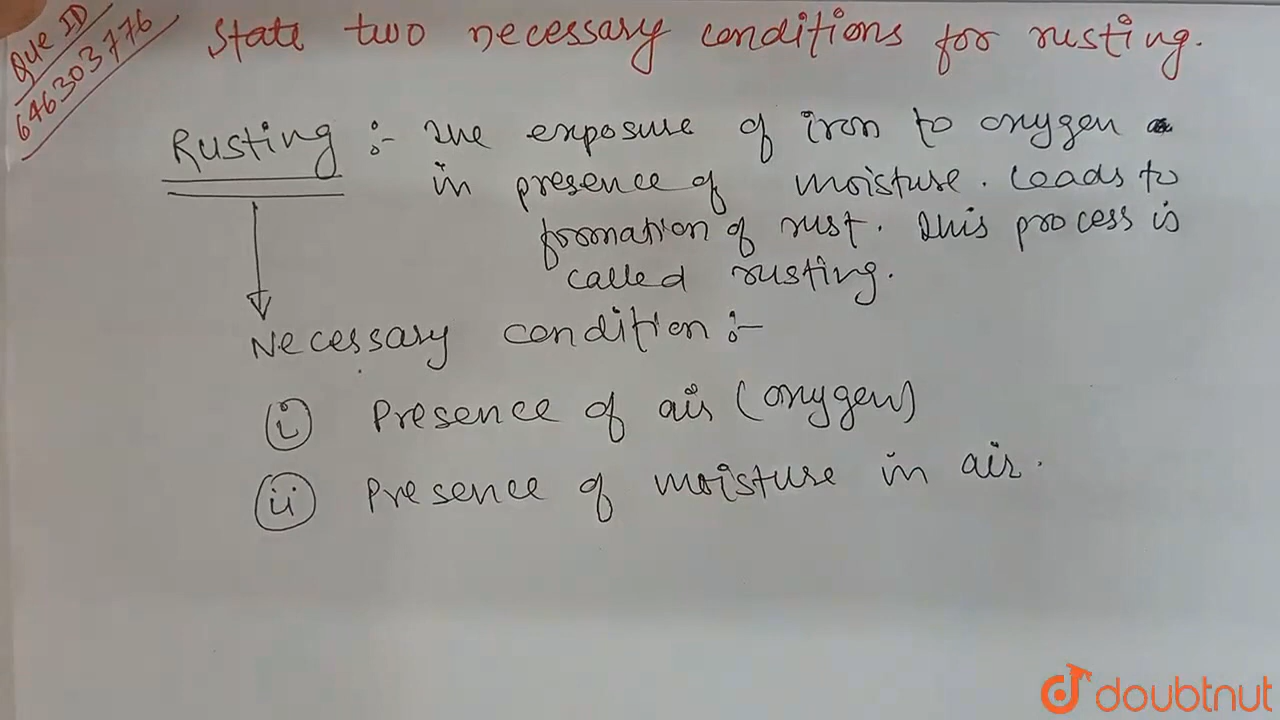 Que ID
646303776
State two necessary conditions for rusting.
Rusting :- The exposure of iron to oxygen
in presence of moisture. Leads to
formation of rust. This process is
called rusting.
Necessary condition :-
(i) Presence of air (oxygen)
(ii) Presence of moisture in air.
doubtnut